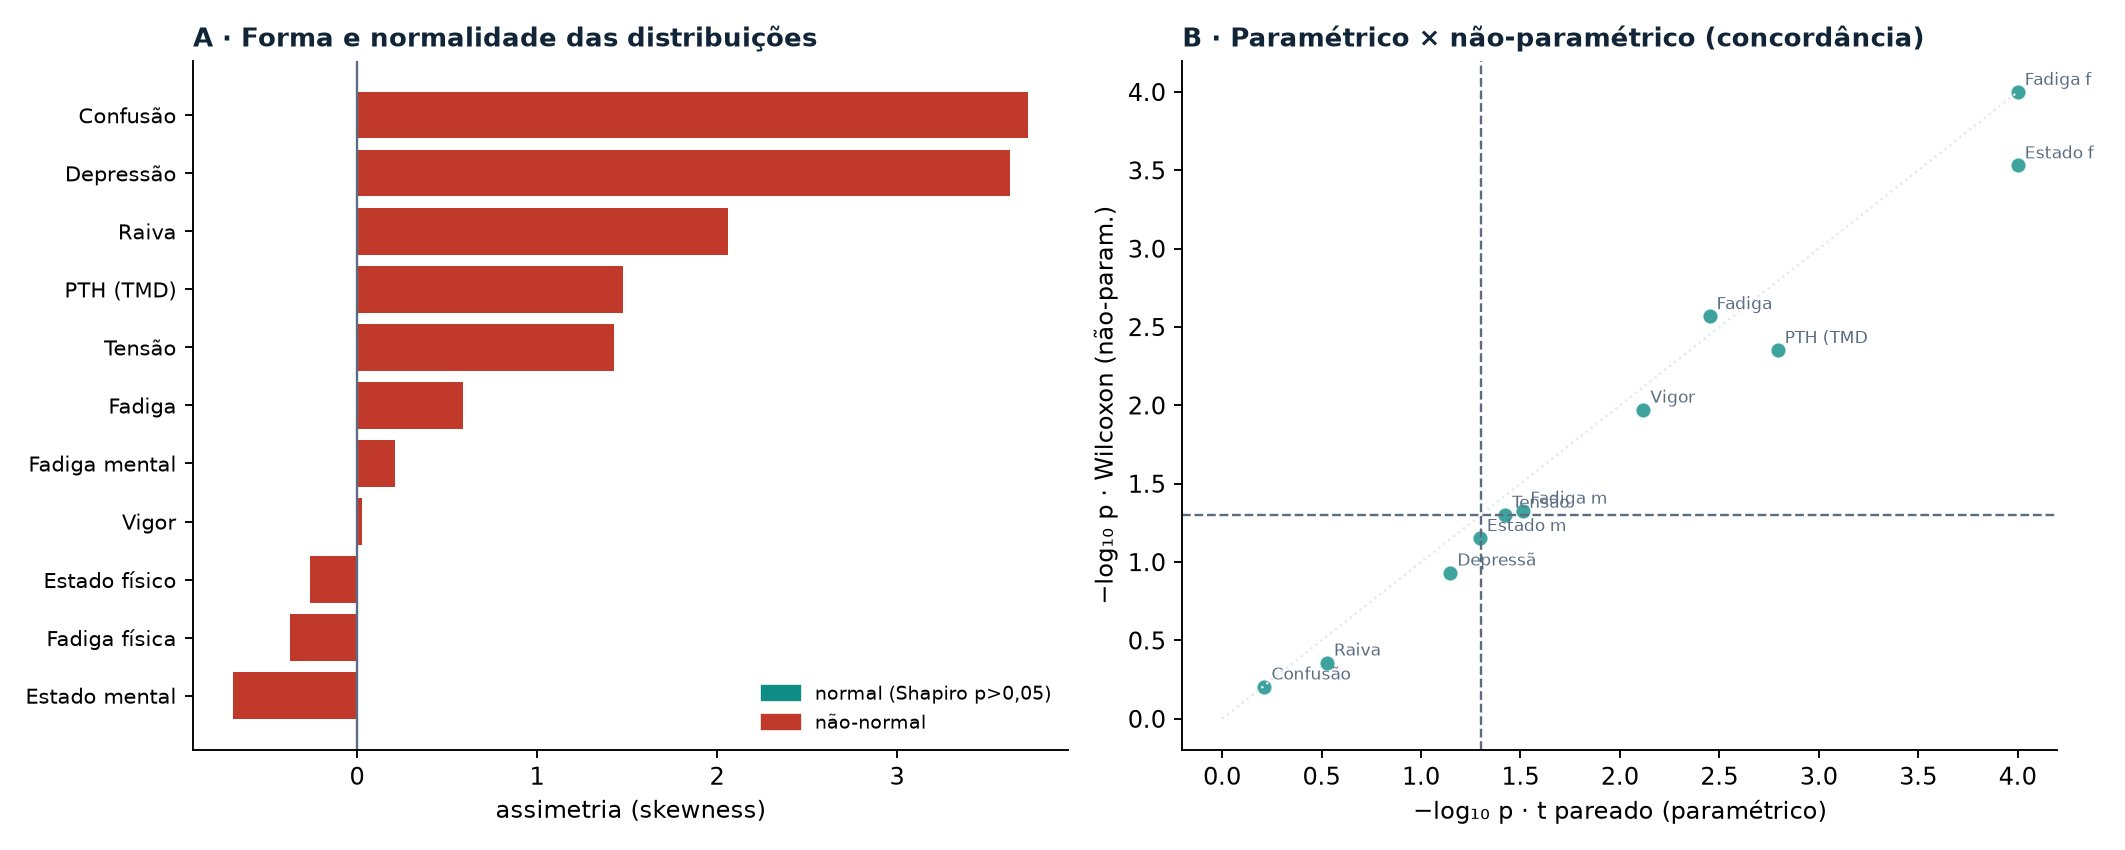 A · Forma e normalidade das distribuições
Confusão
Depressão
Raiva
PTH (TMD)
Tensão
Fadiga
Fadiga mental
Vigor
Estado físico
Fadiga física
Estado mental
normal (Shapiro p>0,05)
não-normal
0 1 2 3
assimetria (skewness)
B · Paramétrico × não-paramétrico (concordância)
−log₁₀ p · Wilcoxon (não-param.)
4.0
3.5
3.0
2.5
2.0
1.5
1.0
0.5
0.0
Fadiga f
Estado f
Fadiga
PTH (TMD
Vigor
Fadiga m
Tensão
Estado m
Depressã
Raiva
Confusão
0.0 0.5 1.0 1.5 2.0 2.5 3.0 3.5 4.0
−log₁₀ p · t pareado (paramétrico)